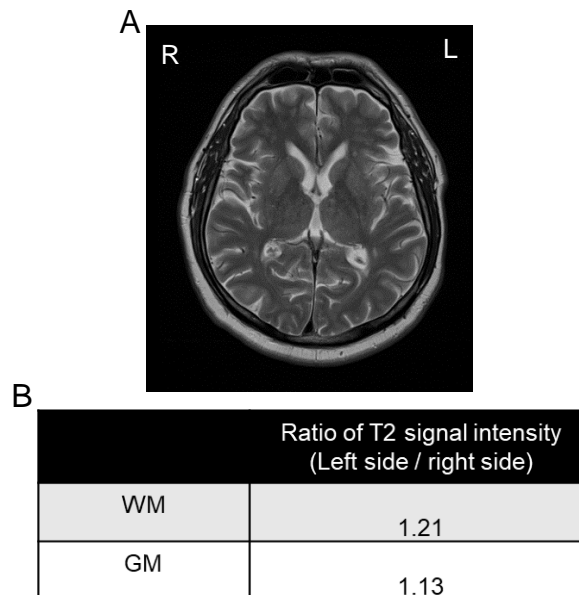 A
R
L
B
Ratio of T2 signal intensity
(Left side / right side)
WM
1.21
GM
1.13